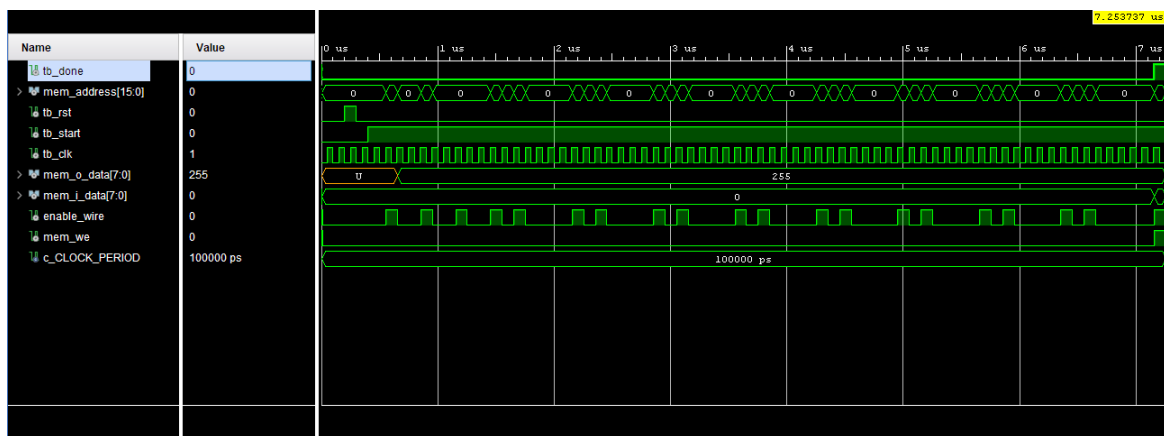 7.253737 us
Name Value 0 us 1 us 2 us 3 us 4 us 5 us 6 us 7 us
tb_done 0
mem_address[15:0] 0 0 0 0 0 0 0 0 0 0 0 0
tb_rst 0
tb_start 0
tb_clk 1
mem_o_data[7:0] 255 U 255
mem_i_data[7:0] 0 0
enable_wire 0
mem_we 0
c_CLOCK_PERIOD 100000 ps 100000 ps